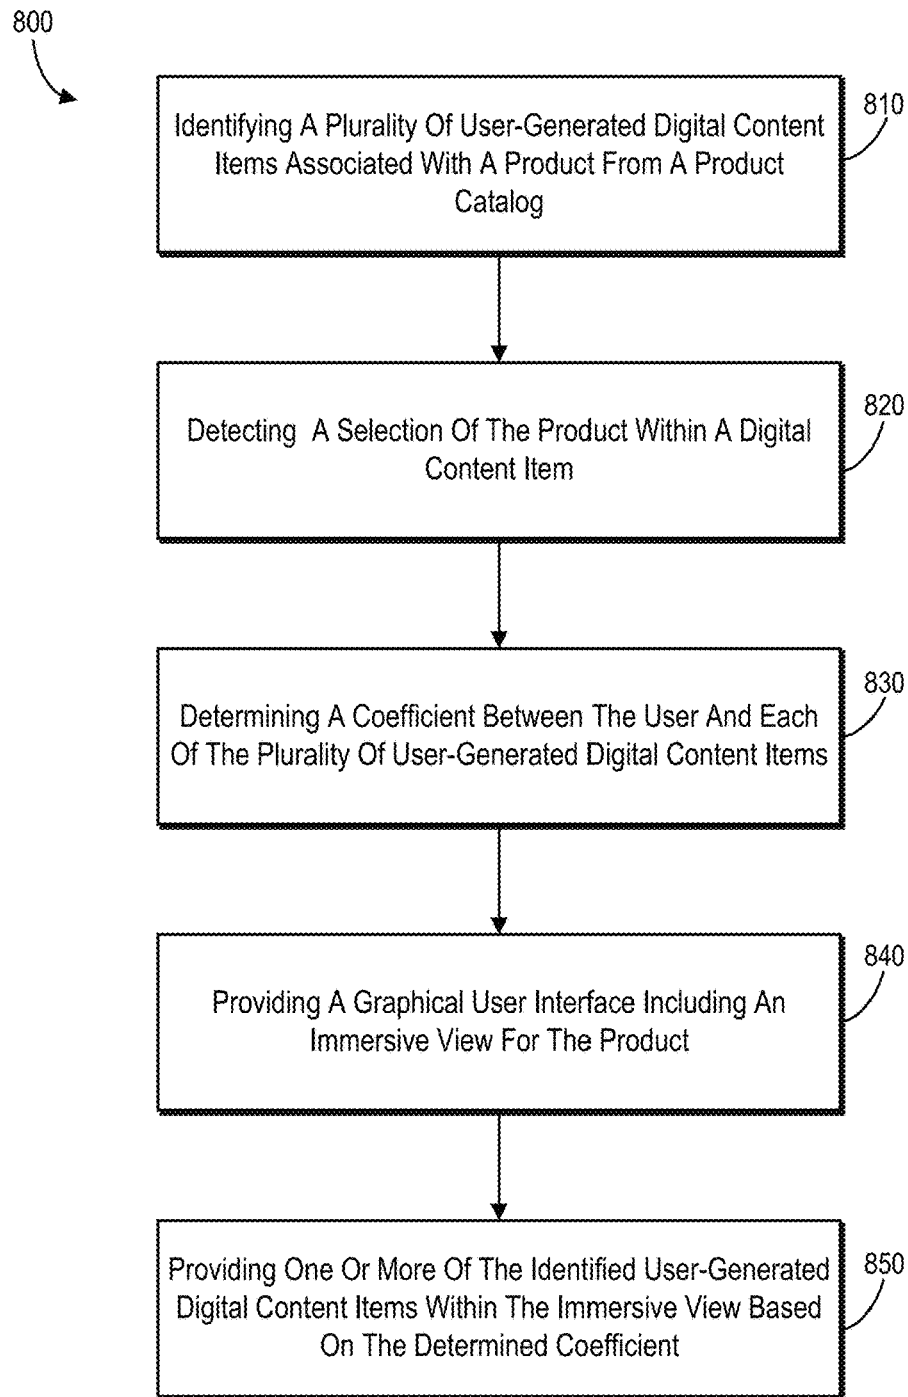 800
Identifying A Plurality Of User-Generated Digital Content
Items Associated With A Product From A Product
Catalog
810
Detecting A Selection Of The Product Within A Digital
Content Item
820
Determining A Coefficient Between The User And Each
Of The Plurality Of User-Generated Digital Content Items
830
Providing A Graphical User Interface Including An
Immersive View For The Product
840
Providing One Or More Of The Identified User-Generated
Digital Content Items Within The Immersive View Based
On The Determined Coefficient
850